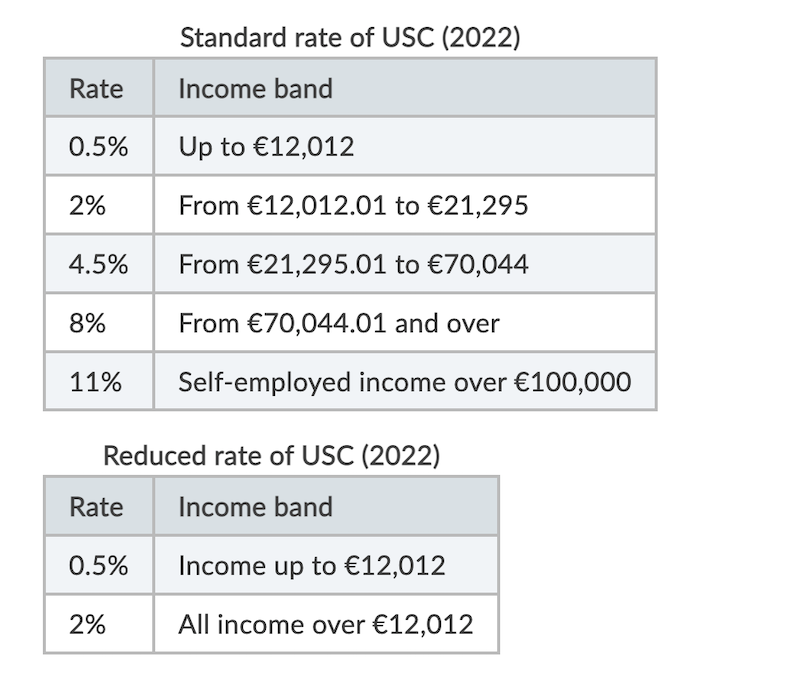 Standard rate of USC (2022)
Rate Income band
0.5% Up to €12,012
2% From €12,012.01 to €21,295
4.5% From €21,295.01 to €70,044
8% From €70,044.01 and over
11% Self-employed income over €100,000
Reduced rate of USC (2022)
Rate Income band
0.5% Income up to €12,012
2% All income over €12,012